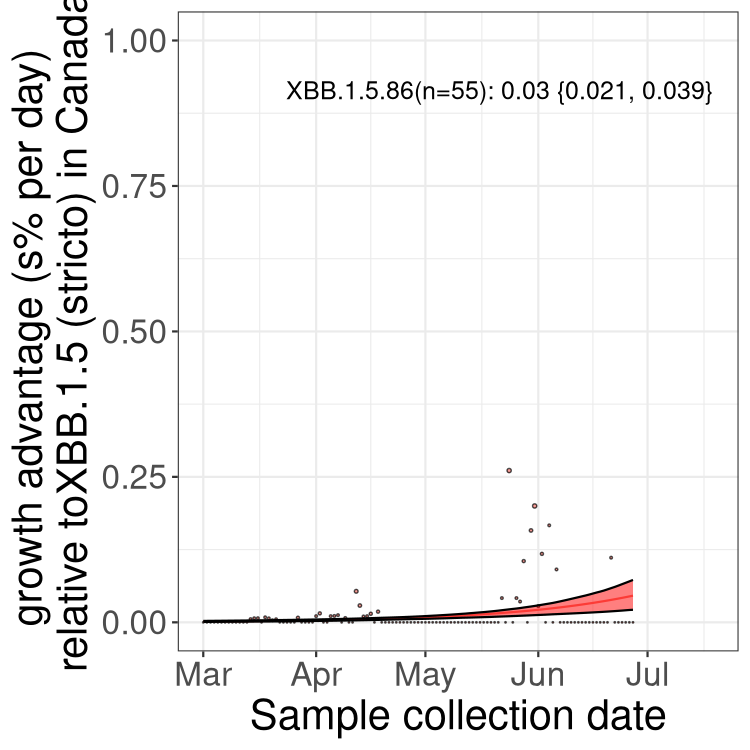 growth advantage (s% per day)
relative toXBB.1.5 (stricto) in Canada
1.00
0.75
0.50
0.25
0.00
XBB.1.5.86(n=55): 0.03 {0.021, 0.039}
Mar Apr May Jun Jul
Sample collection date